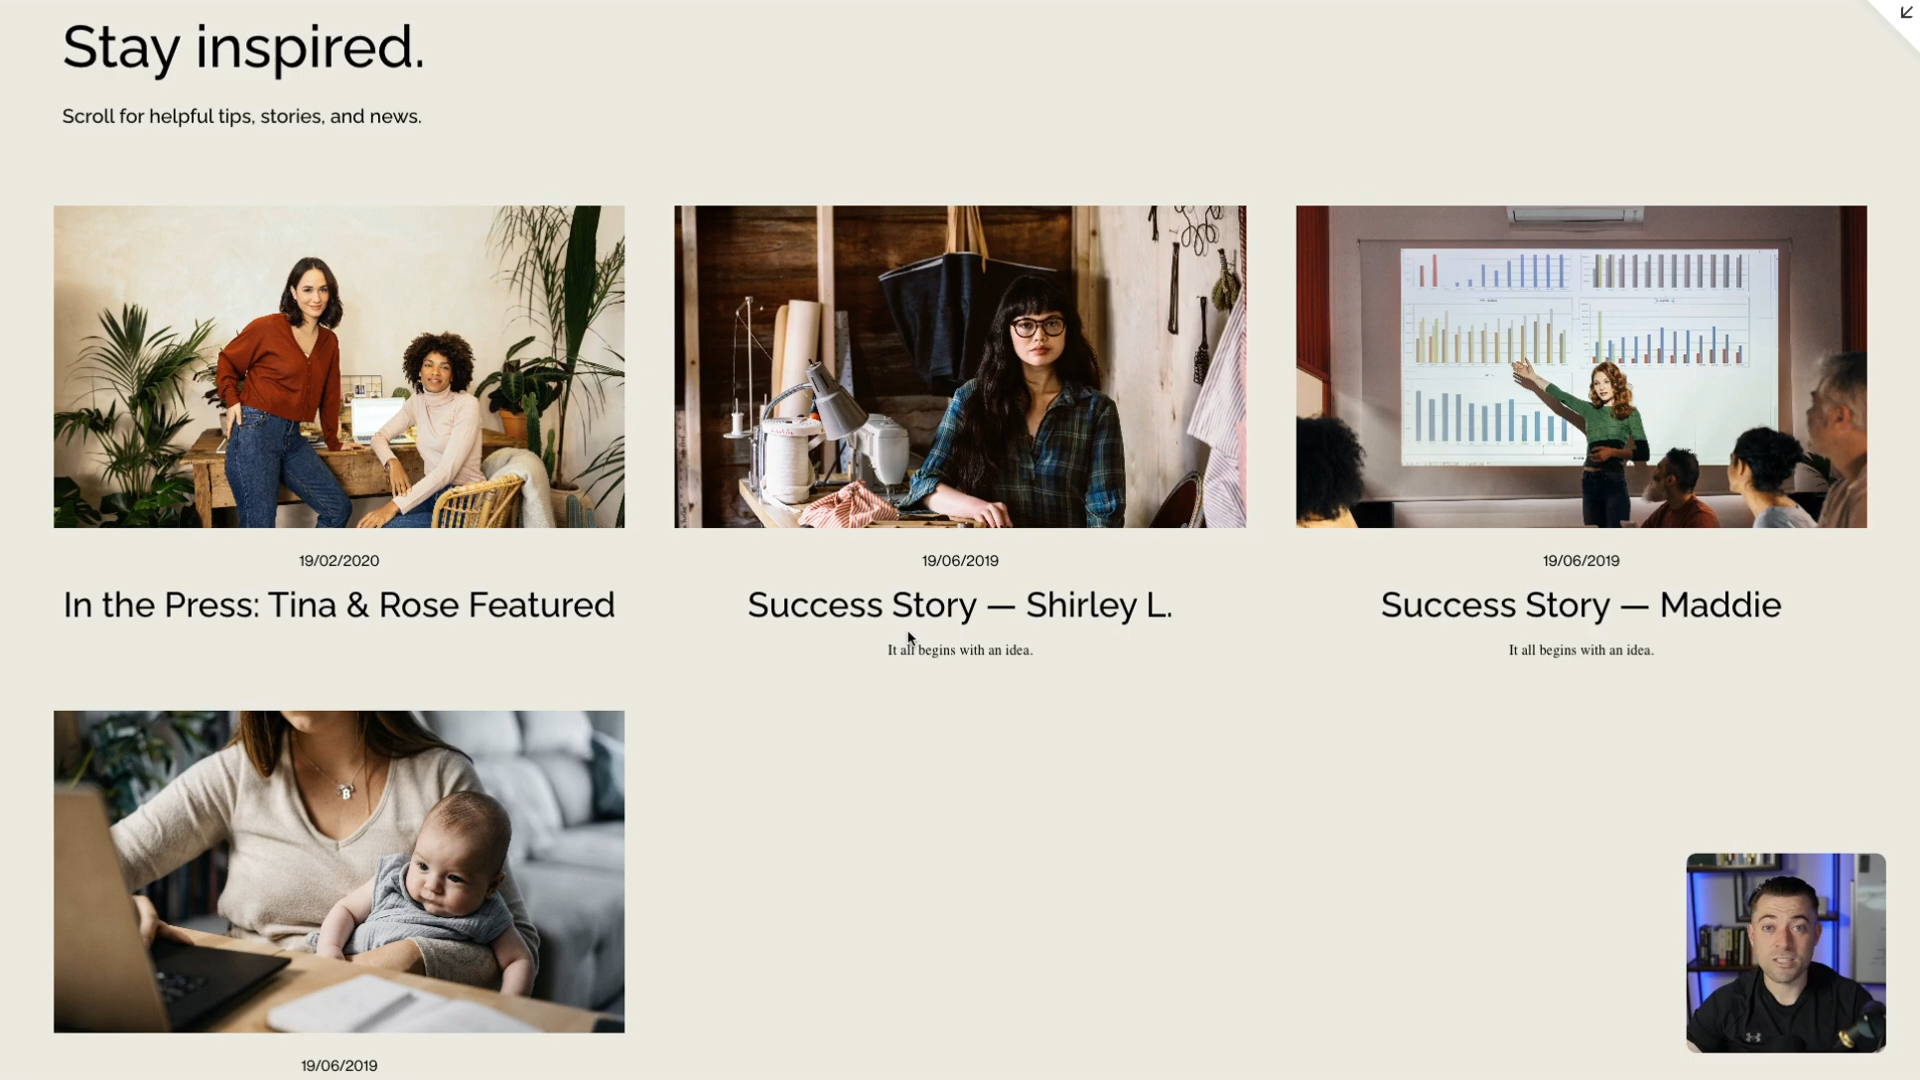 Stay inspired.
Scroll for helpful tips, stories, and news.
19/02/2020
In the Press: Tina & Rose Featured
19/06/2019
Success Story — Shirley L.
It all begins with an idea.
19/06/2019
Success Story — Maddie
It all begins with an idea.
19/06/2019